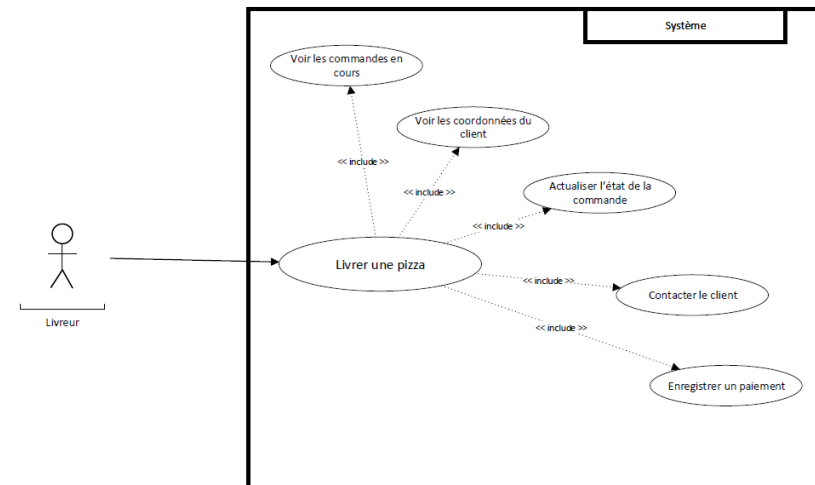 Système
Voir les commandes en
cours
Voir les coordonnées du
client
<< include >>
<< include >>
Actualiser l'état de la
commande
<< include >>
Livrer une pizza
<< include >>
Contacter le client
Livreur
<< include >>
Enregistrer un paiement